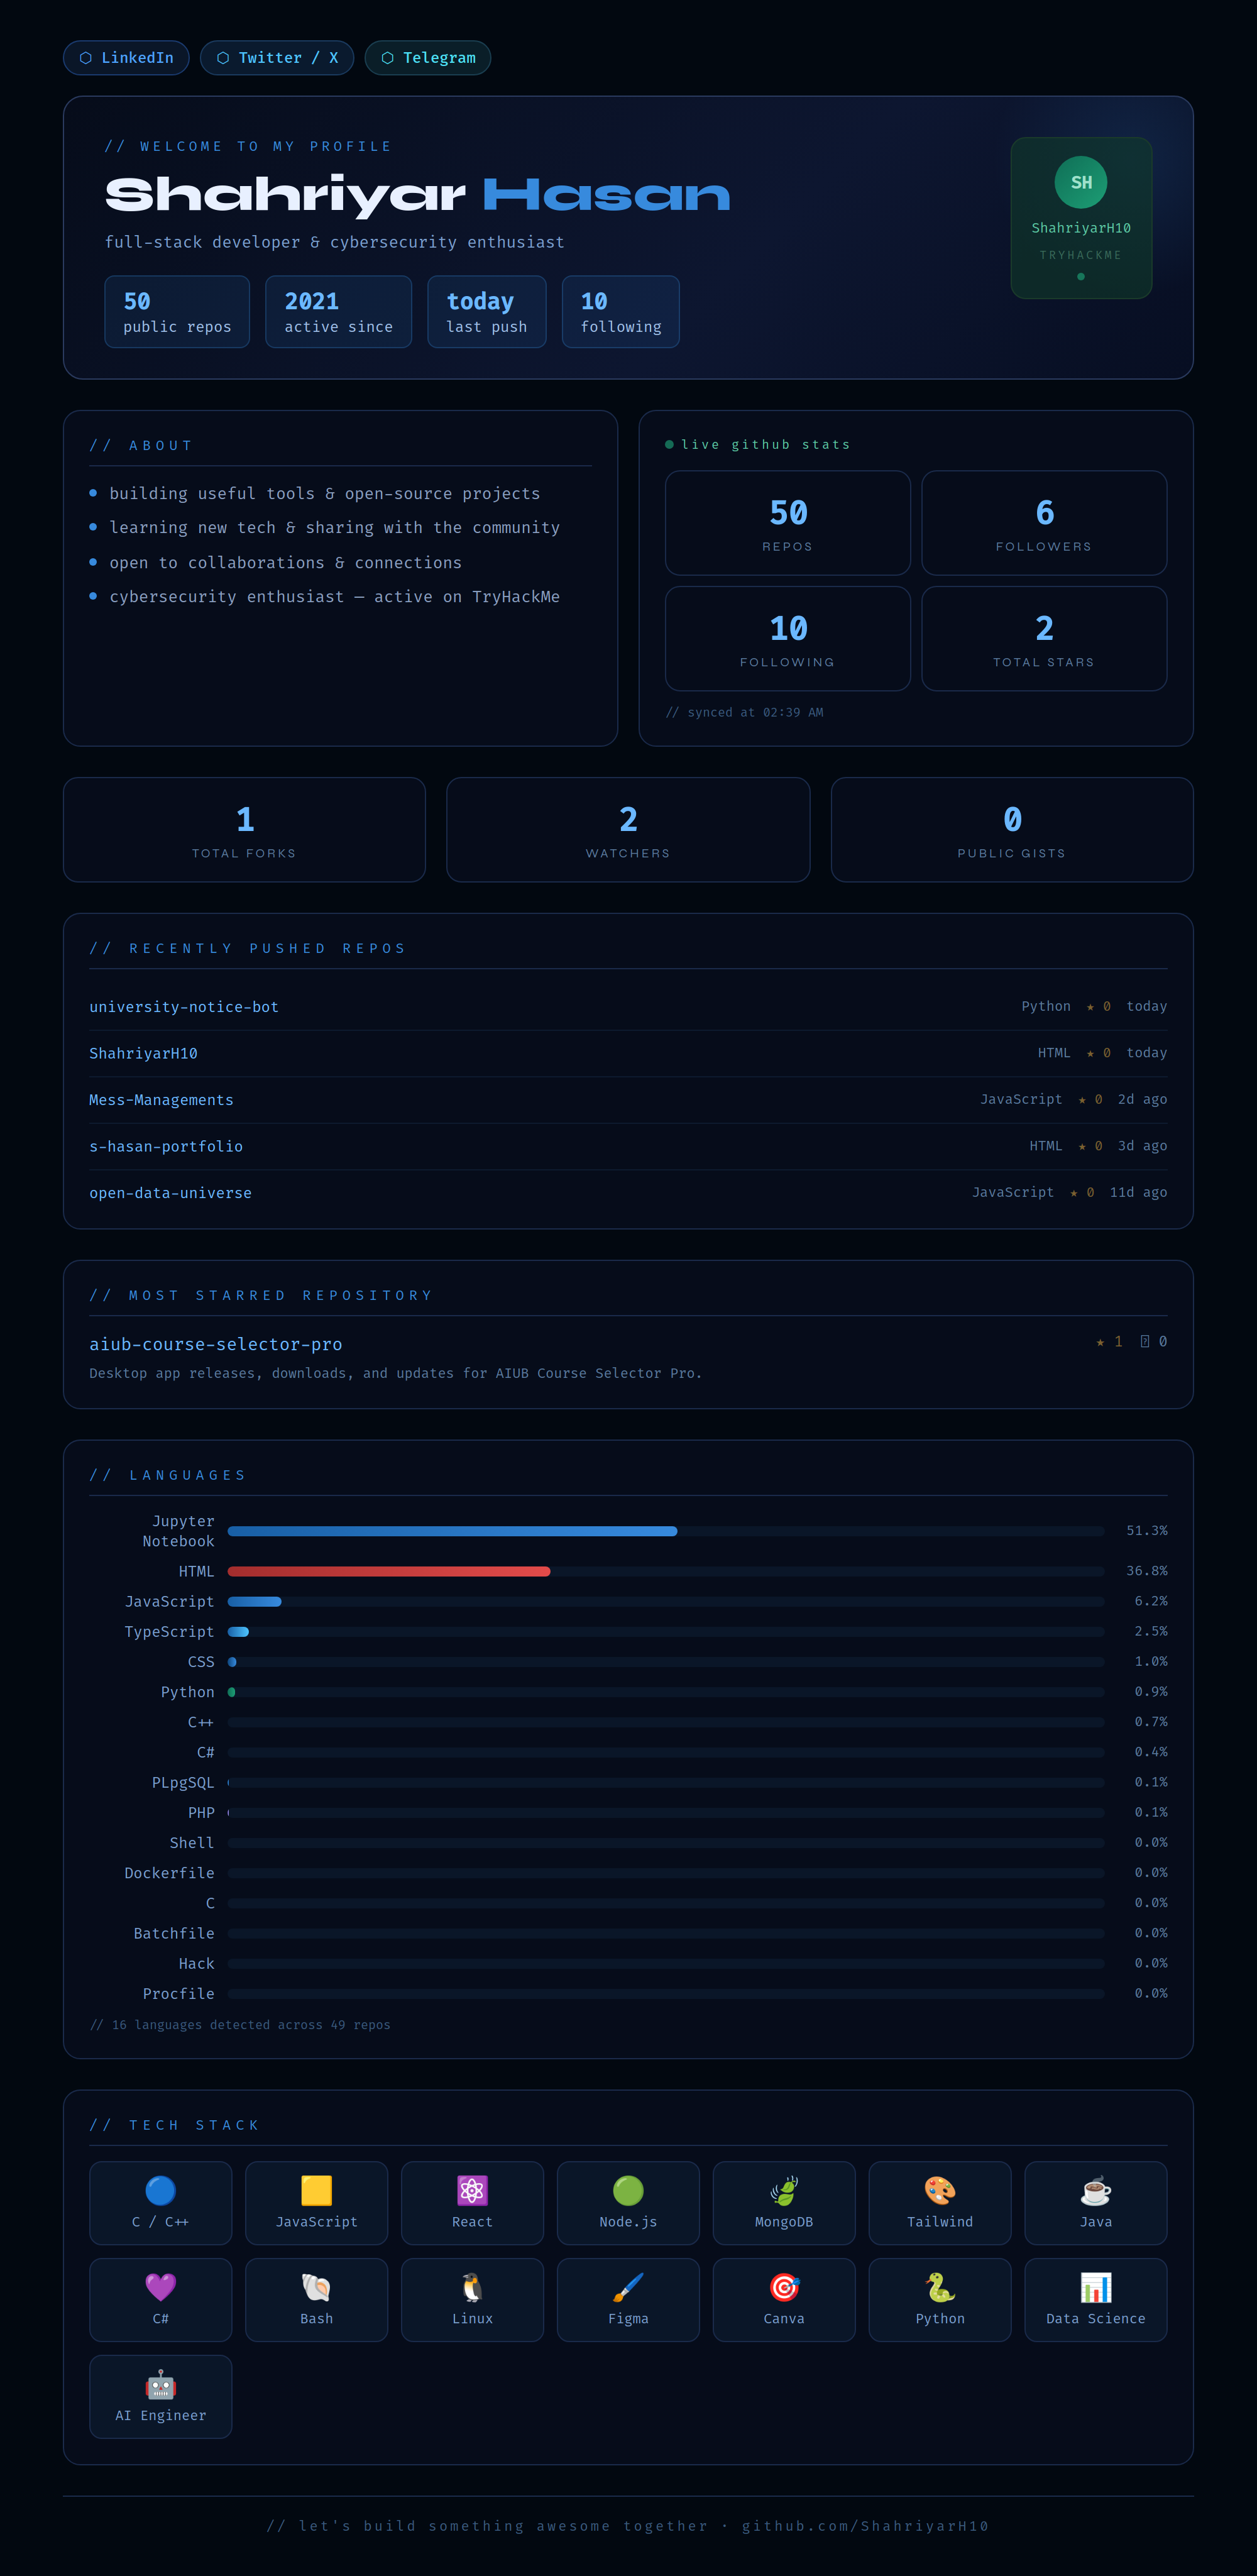 ⬡ LinkedIn ⬡ Twitter / X ⬡ Telegram
// WELCOME TO MY PROFILE
Shahriyar Hasan
full-stack developer & cybersecurity enthusiast
50 2021 today 10
public repos active since last push following
SH
ShahriyarH10
TRYHACKME
// ABOUT
building useful tools & open-source projects
learning new tech & sharing with the community
open to collaborations & connections
cybersecurity enthusiast — active on TryHackMe
live github stats
50 6
REPOS FOLLOWERS
10 2
FOLLOWING TOTAL STARS
// synced at 02:39 AM
1 2 0
TOTAL FORKS WATCHERS PUBLIC GISTS
// RECENTLY PUSHED REPOS
university-notice-bot Python ★ 0 today
ShahriyarH10 HTML ★ 0 today
Mess-Managements JavaScript ★ 0 2d ago
s-hasan-portfolio HTML ★ 0 3d ago
open-data-universe JavaScript ★ 0 11d ago
// MOST STARRED REPOSITORY
aiub-course-selector-pro ★ 1 0
Desktop app releases, downloads, and updates for AIUB Course Selector Pro.
// LANGUAGES
Jupyter
Notebook 51.3%
HTML 36.8%
JavaScript 6.2%
TypeScript 2.5%
CSS 1.0%
Python 0.9%
C++ 0.7%
C# 0.4%
PLpgSQL 0.1%
PHP 0.1%
Shell 0.0%
Dockerfile 0.0%
C 0.0%
Batchfile 0.0%
Hack 0.0%
Procfile 0.0%
// 16 languages detected across 49 repos
// TECH STACK
C / C++ JavaScript React Node.js MongoDB Tailwind Java
C# Bash Linux Figma Canva Python Data Science
AI Engineer
// let's build something awesome together · github.com/ShahriyarH10